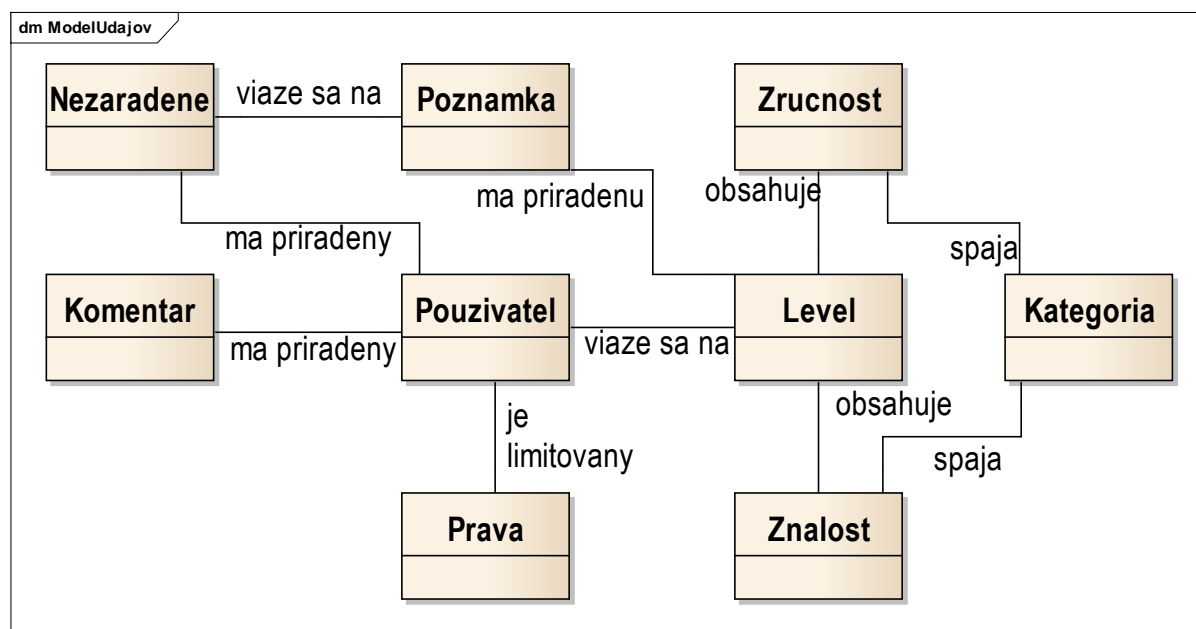 dm ModelUdajov
Nezaradene
viaze sa na
Poznamka
Zrucnost
ma priradenu
obsahuje
ma priradeny
spaja
Komentar
Pouzivatel
Level
Kategoria
ma priradeny
viaze sa na
je
limitovany
obsahuje
spaja
Prava
Znalost